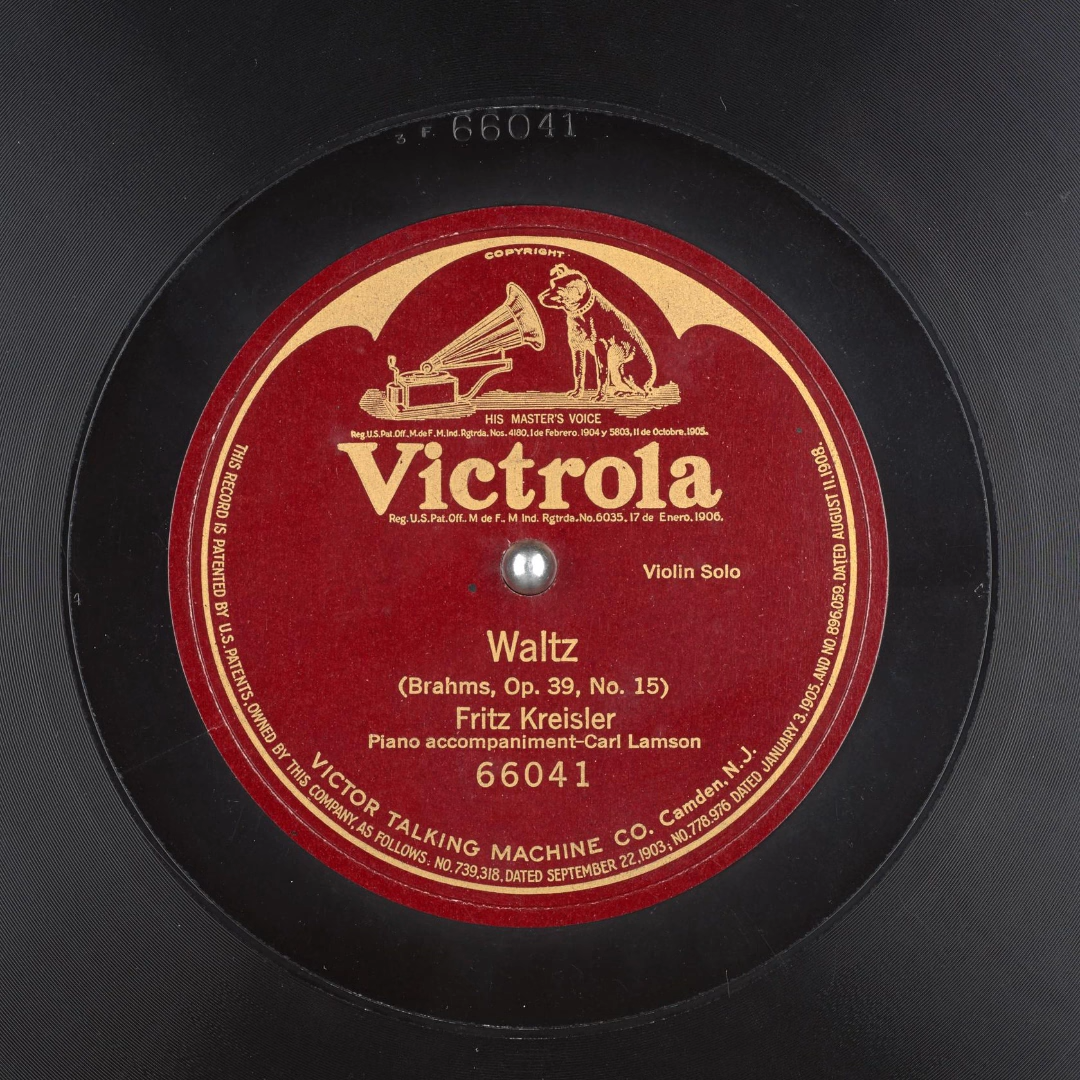 3 F 66041
COPYRIGHT
HIS MASTER'S VOICE
Reg.U.S.Pat.Off.,M.de F.,M.Ind.Rgtrda.Nos.4180,1de Febrero.1904 y 5803,11 de Octobre.1905.
Victrola
Reg.U.S.Pat.Off. M de F., M Ind. Rgtrda.No.6035.17 de Enero.1906.
Violin Solo
Waltz
(Brahms, Op. 39, No. 15)
Fritz Kreisler
Piano accompaniment-Carl Lamson
66041
VICTOR TALKING MACHINE CO. Camden, N.J.
THIS RECORD IS PATENTED BY U.S.PATENTS,OWNED BY THIS COMPANY,AS FOLLOWS: NO.739,318,DATED SEPTEMBER 22,1903; NO.778,976 DATED JANUARY 3,1905,AND NO.896,059,DATED AUGUST 11,1908.